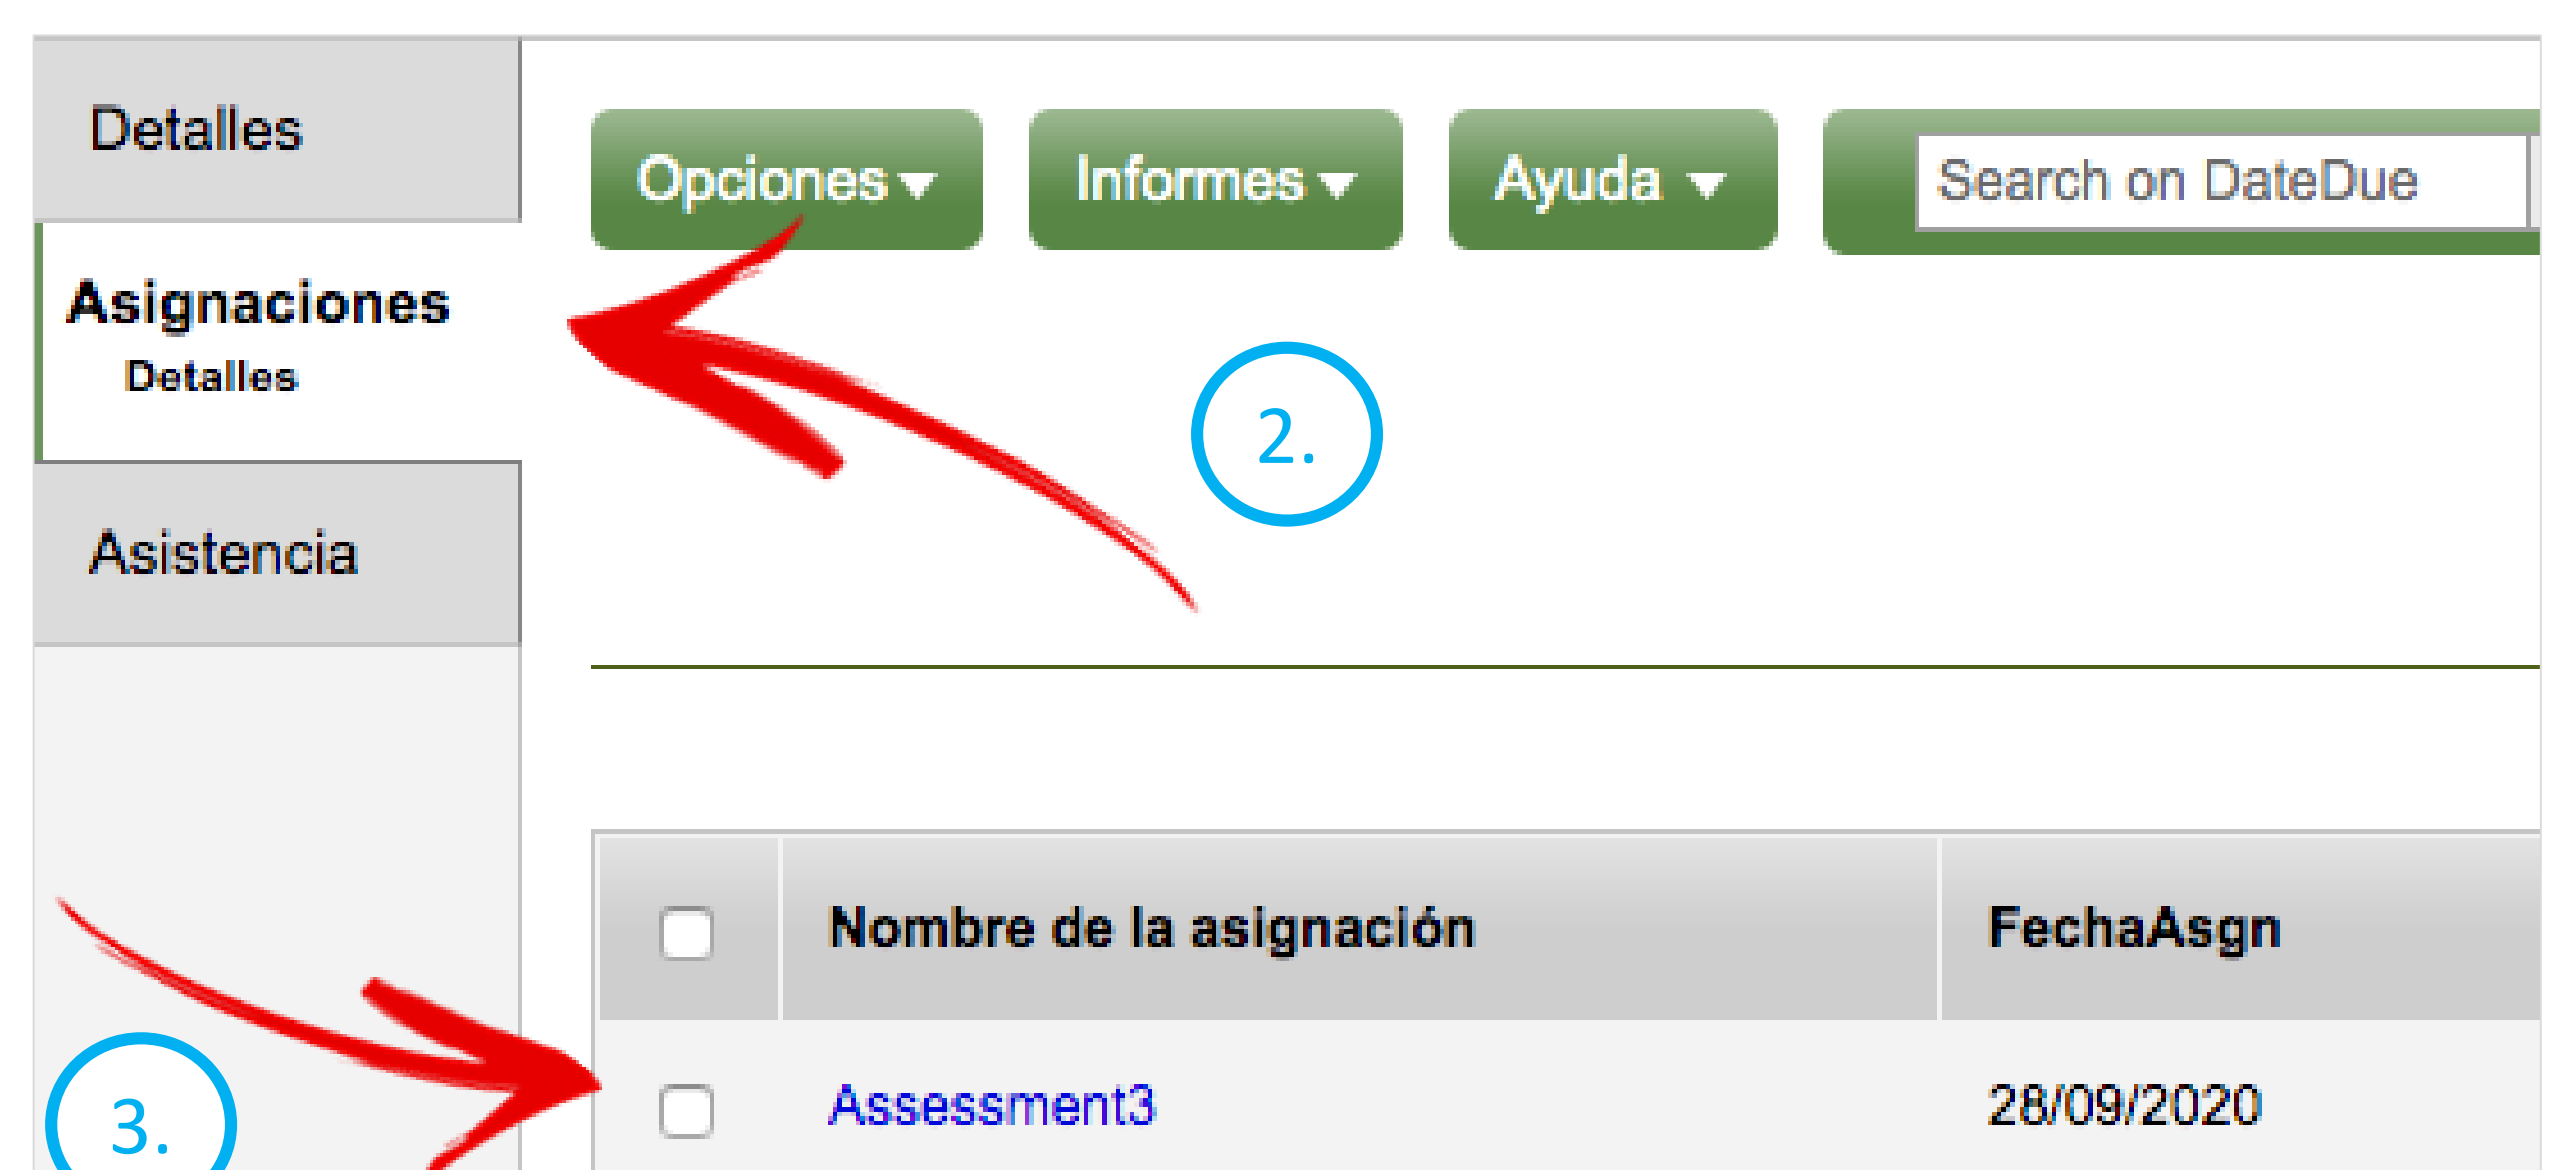 Detalles
Opciones
Informes
Ayuda
Search on DateDue
Asignaciones
Detalles
2.
Asistencia
Nombre de la asignación
FechaAsgn
3.
Assessment3
28/09/2020